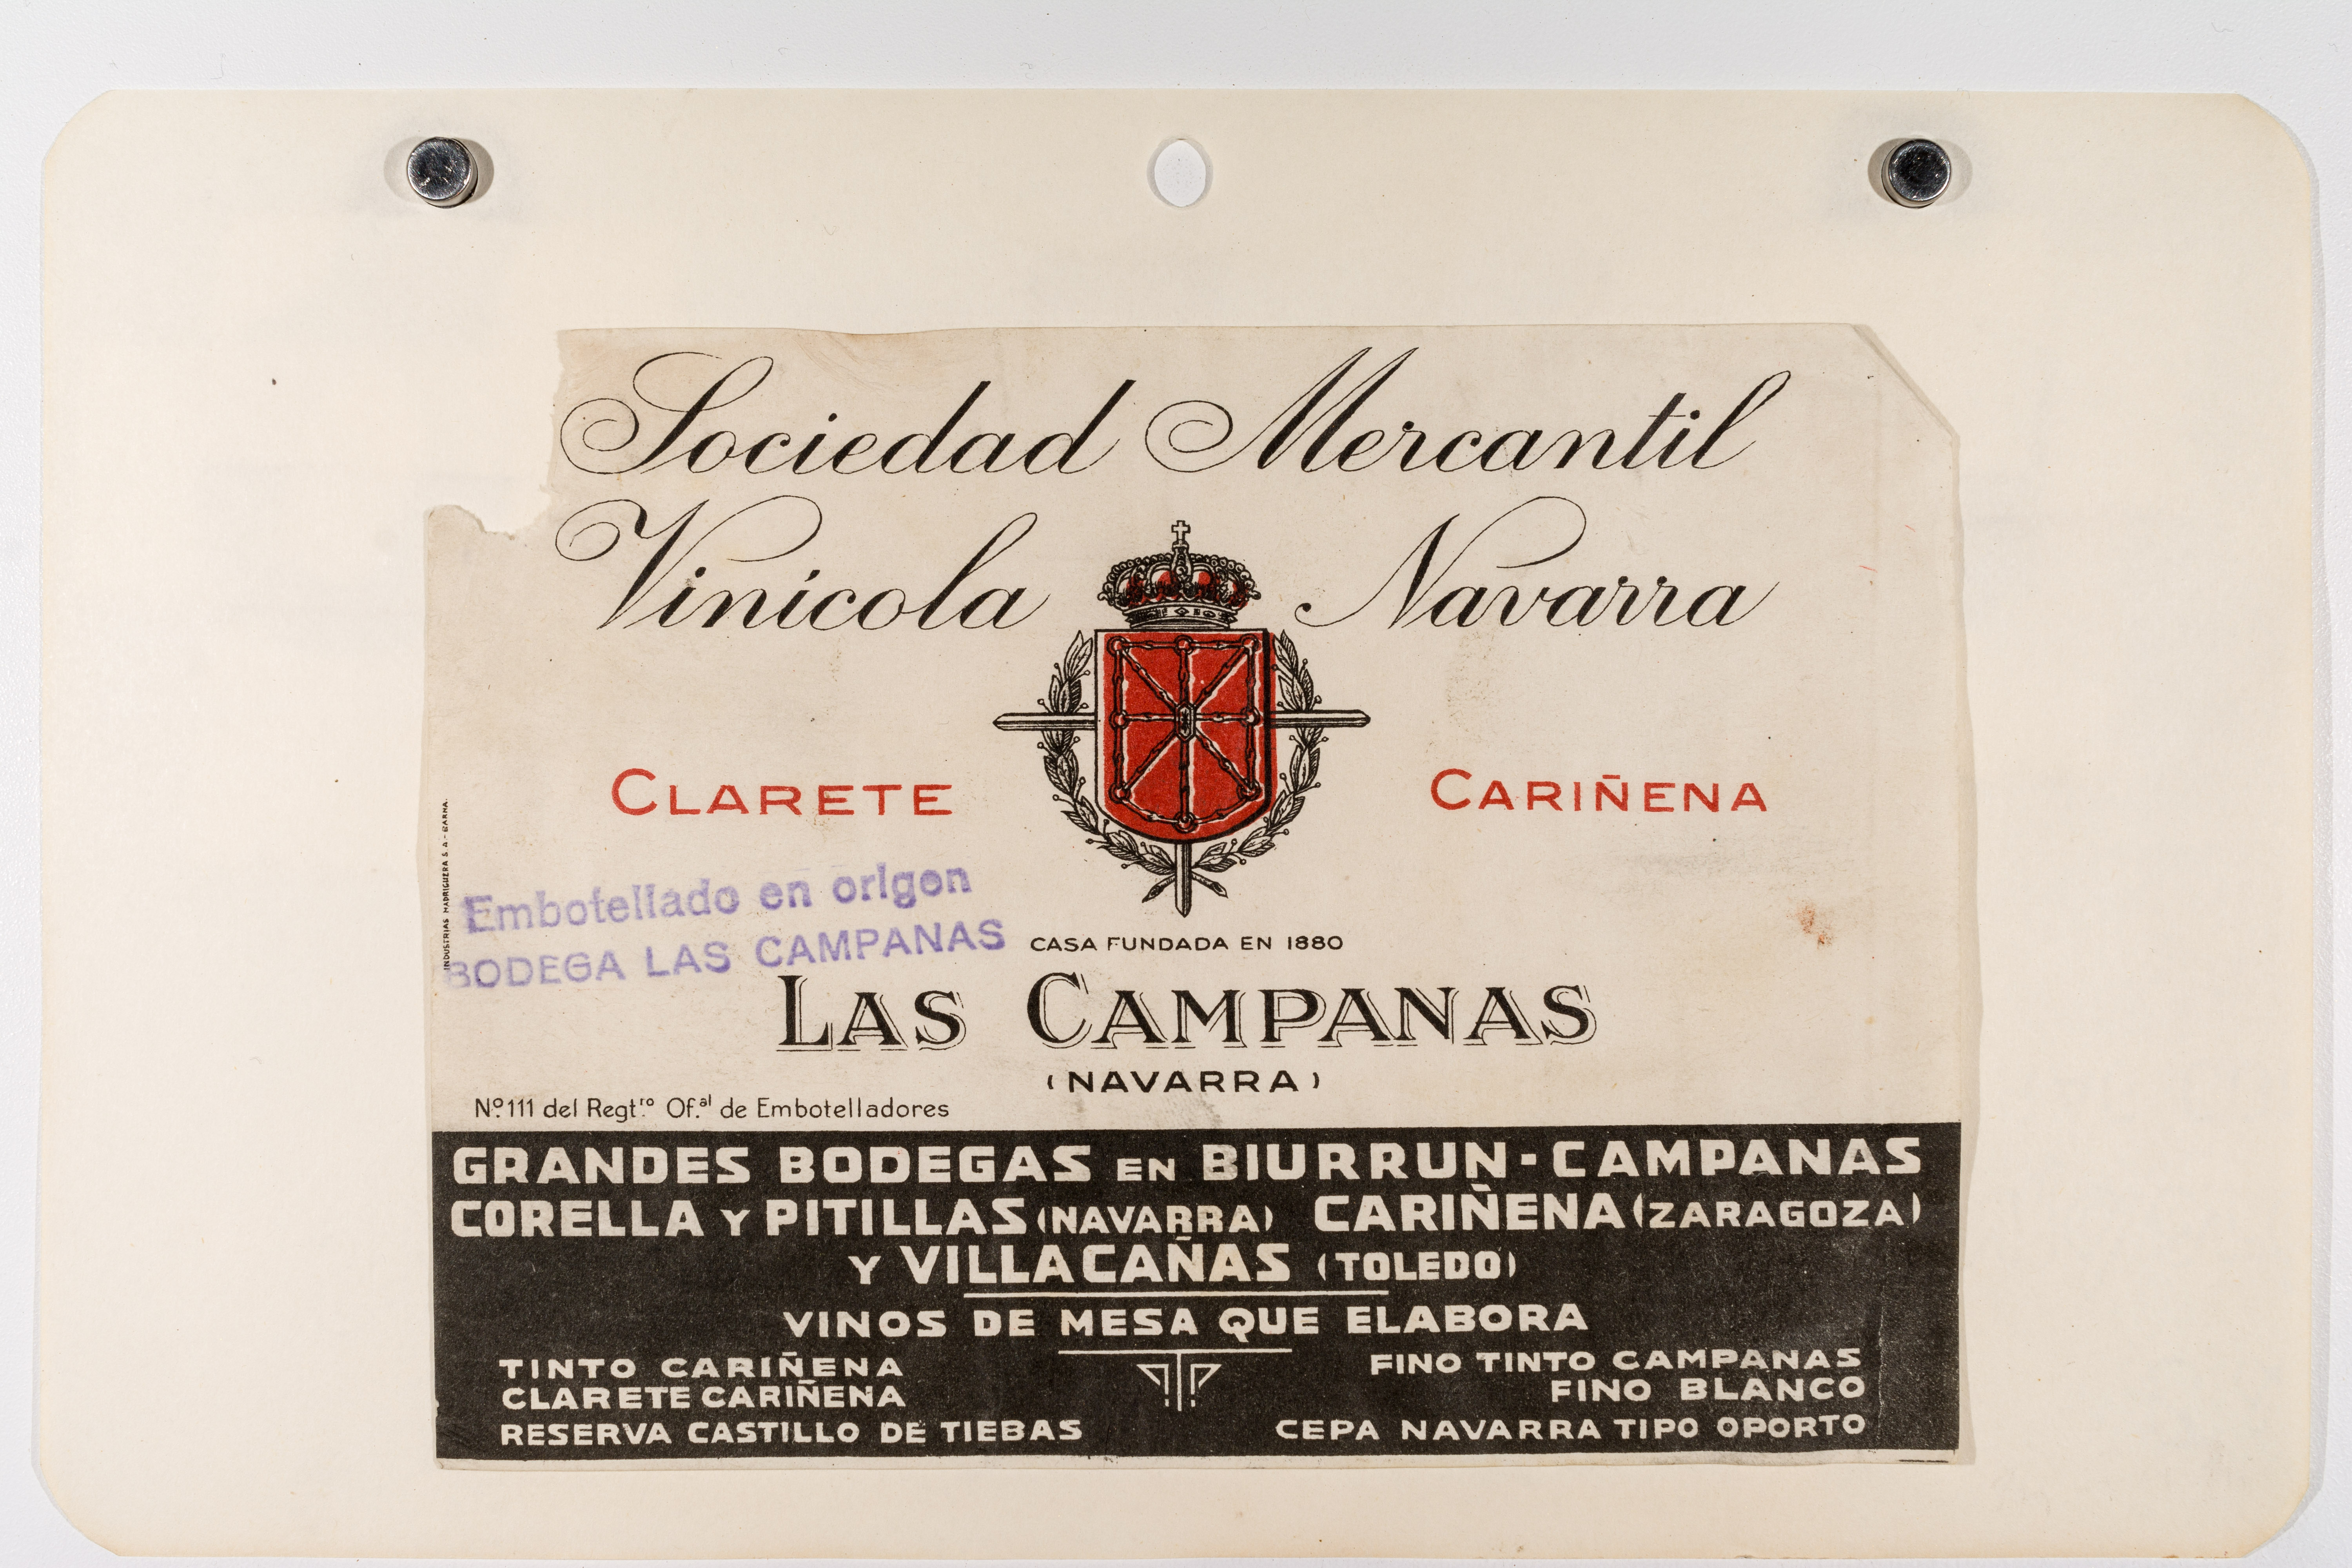 Sociedad Mercantil
Vinícola Navarra
CLARETE CARIÑENA
INDUSTRIAS MADRIGUERA S. A. - BARNA.
Embotellado en origen
BODEGA LAS CAMPANAS
CASA FUNDADA EN 1880
LAS CAMPANAS
(NAVARRA)
Nº 111 del Regt.ro Of.al de Embotelladores
GRANDES BODEGAS EN BIURRUN-CAMPANAS
CORELLA Y PITILLAS (NAVARRA) CARIÑENA (ZARAGOZA)
Y VILLACAÑAS (TOLEDO)
VINOS DE MESA QUE ELABORA
TINTO CARIÑENA
CLARETE CARIÑENA
RESERVA CASTILLO DE TIEBAS
FINO TINTO CAMPANAS
FINO BLANCO
CEPA NAVARRA TIPO OPORTO